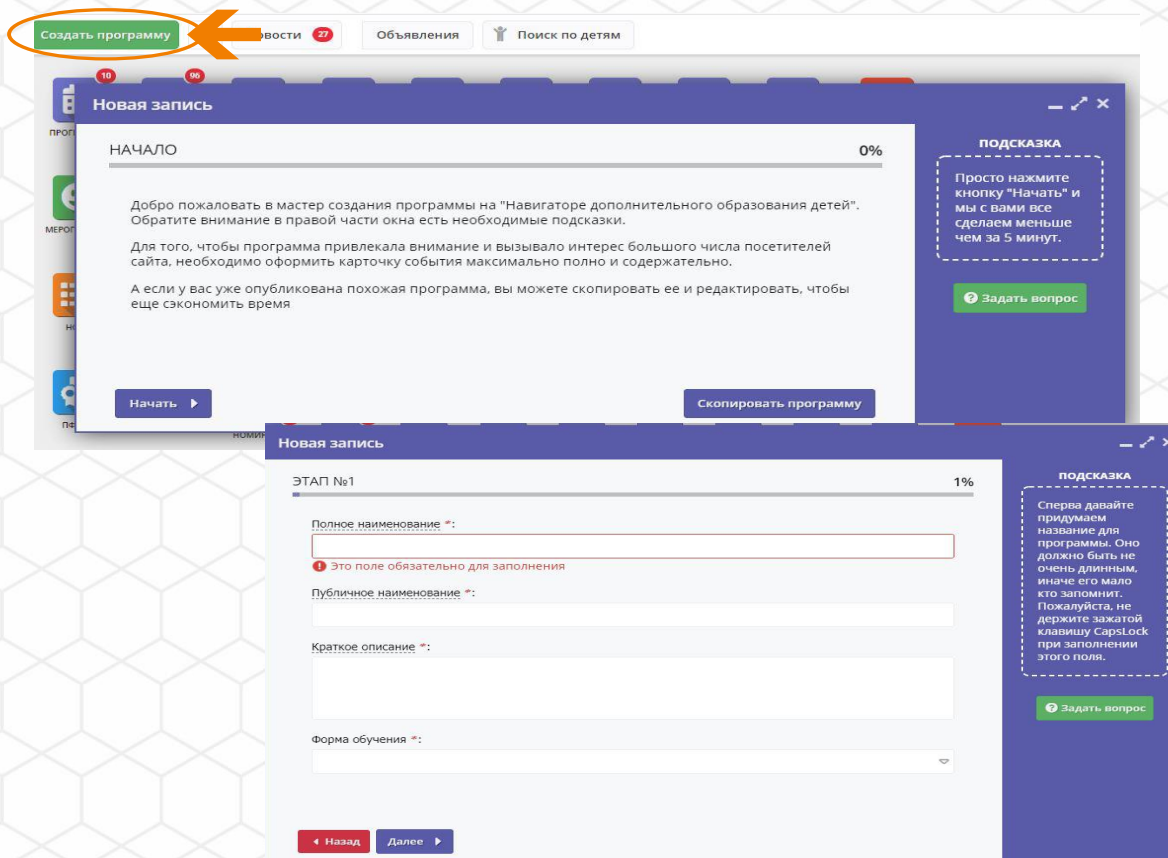 Создать программу
27
Объявления
Поиск по детям
10
96
Новая запись
НАЧАЛО
0%
Добро пожаловать в мастер создания программы на "Навигаторе дополнительного образования детей".
Обратите внимание в правой части окна есть необходимые подсказки.
Для того, чтобы программа привлекала внимание и вызывало интерес большого числа посетителей
сайта, необходимо оформить карточку события максимально полно и содержательно.
А если у вас уже опубликована похожая программа, вы можете скопировать ее и редактировать, чтобы
еще сэкономить время
Начать
Скопировать программу
ПОДСКАЗКА
Просто нажмите
кнопку "Начать" и
мы с вами все
сделаем меньше
чем за 5 минут.
Задать вопрос
Новая запись
ЭТАП №1
1%
Полное наименование *:
Это поле обязательно для заполнения
Публичное наименование *:
Краткое описание *:
Форма обучения *:
Назад
Далее
ПОДСКАЗКА
Сперва давайте
придумаем
название для
программы. Оно
должно быть не
очень длинным,
иначе его мало
кто запомнит.
Пожалуйста, не
держите зажатой
клавишу CapsLock
при заполнении
этого поля.
Задать вопрос